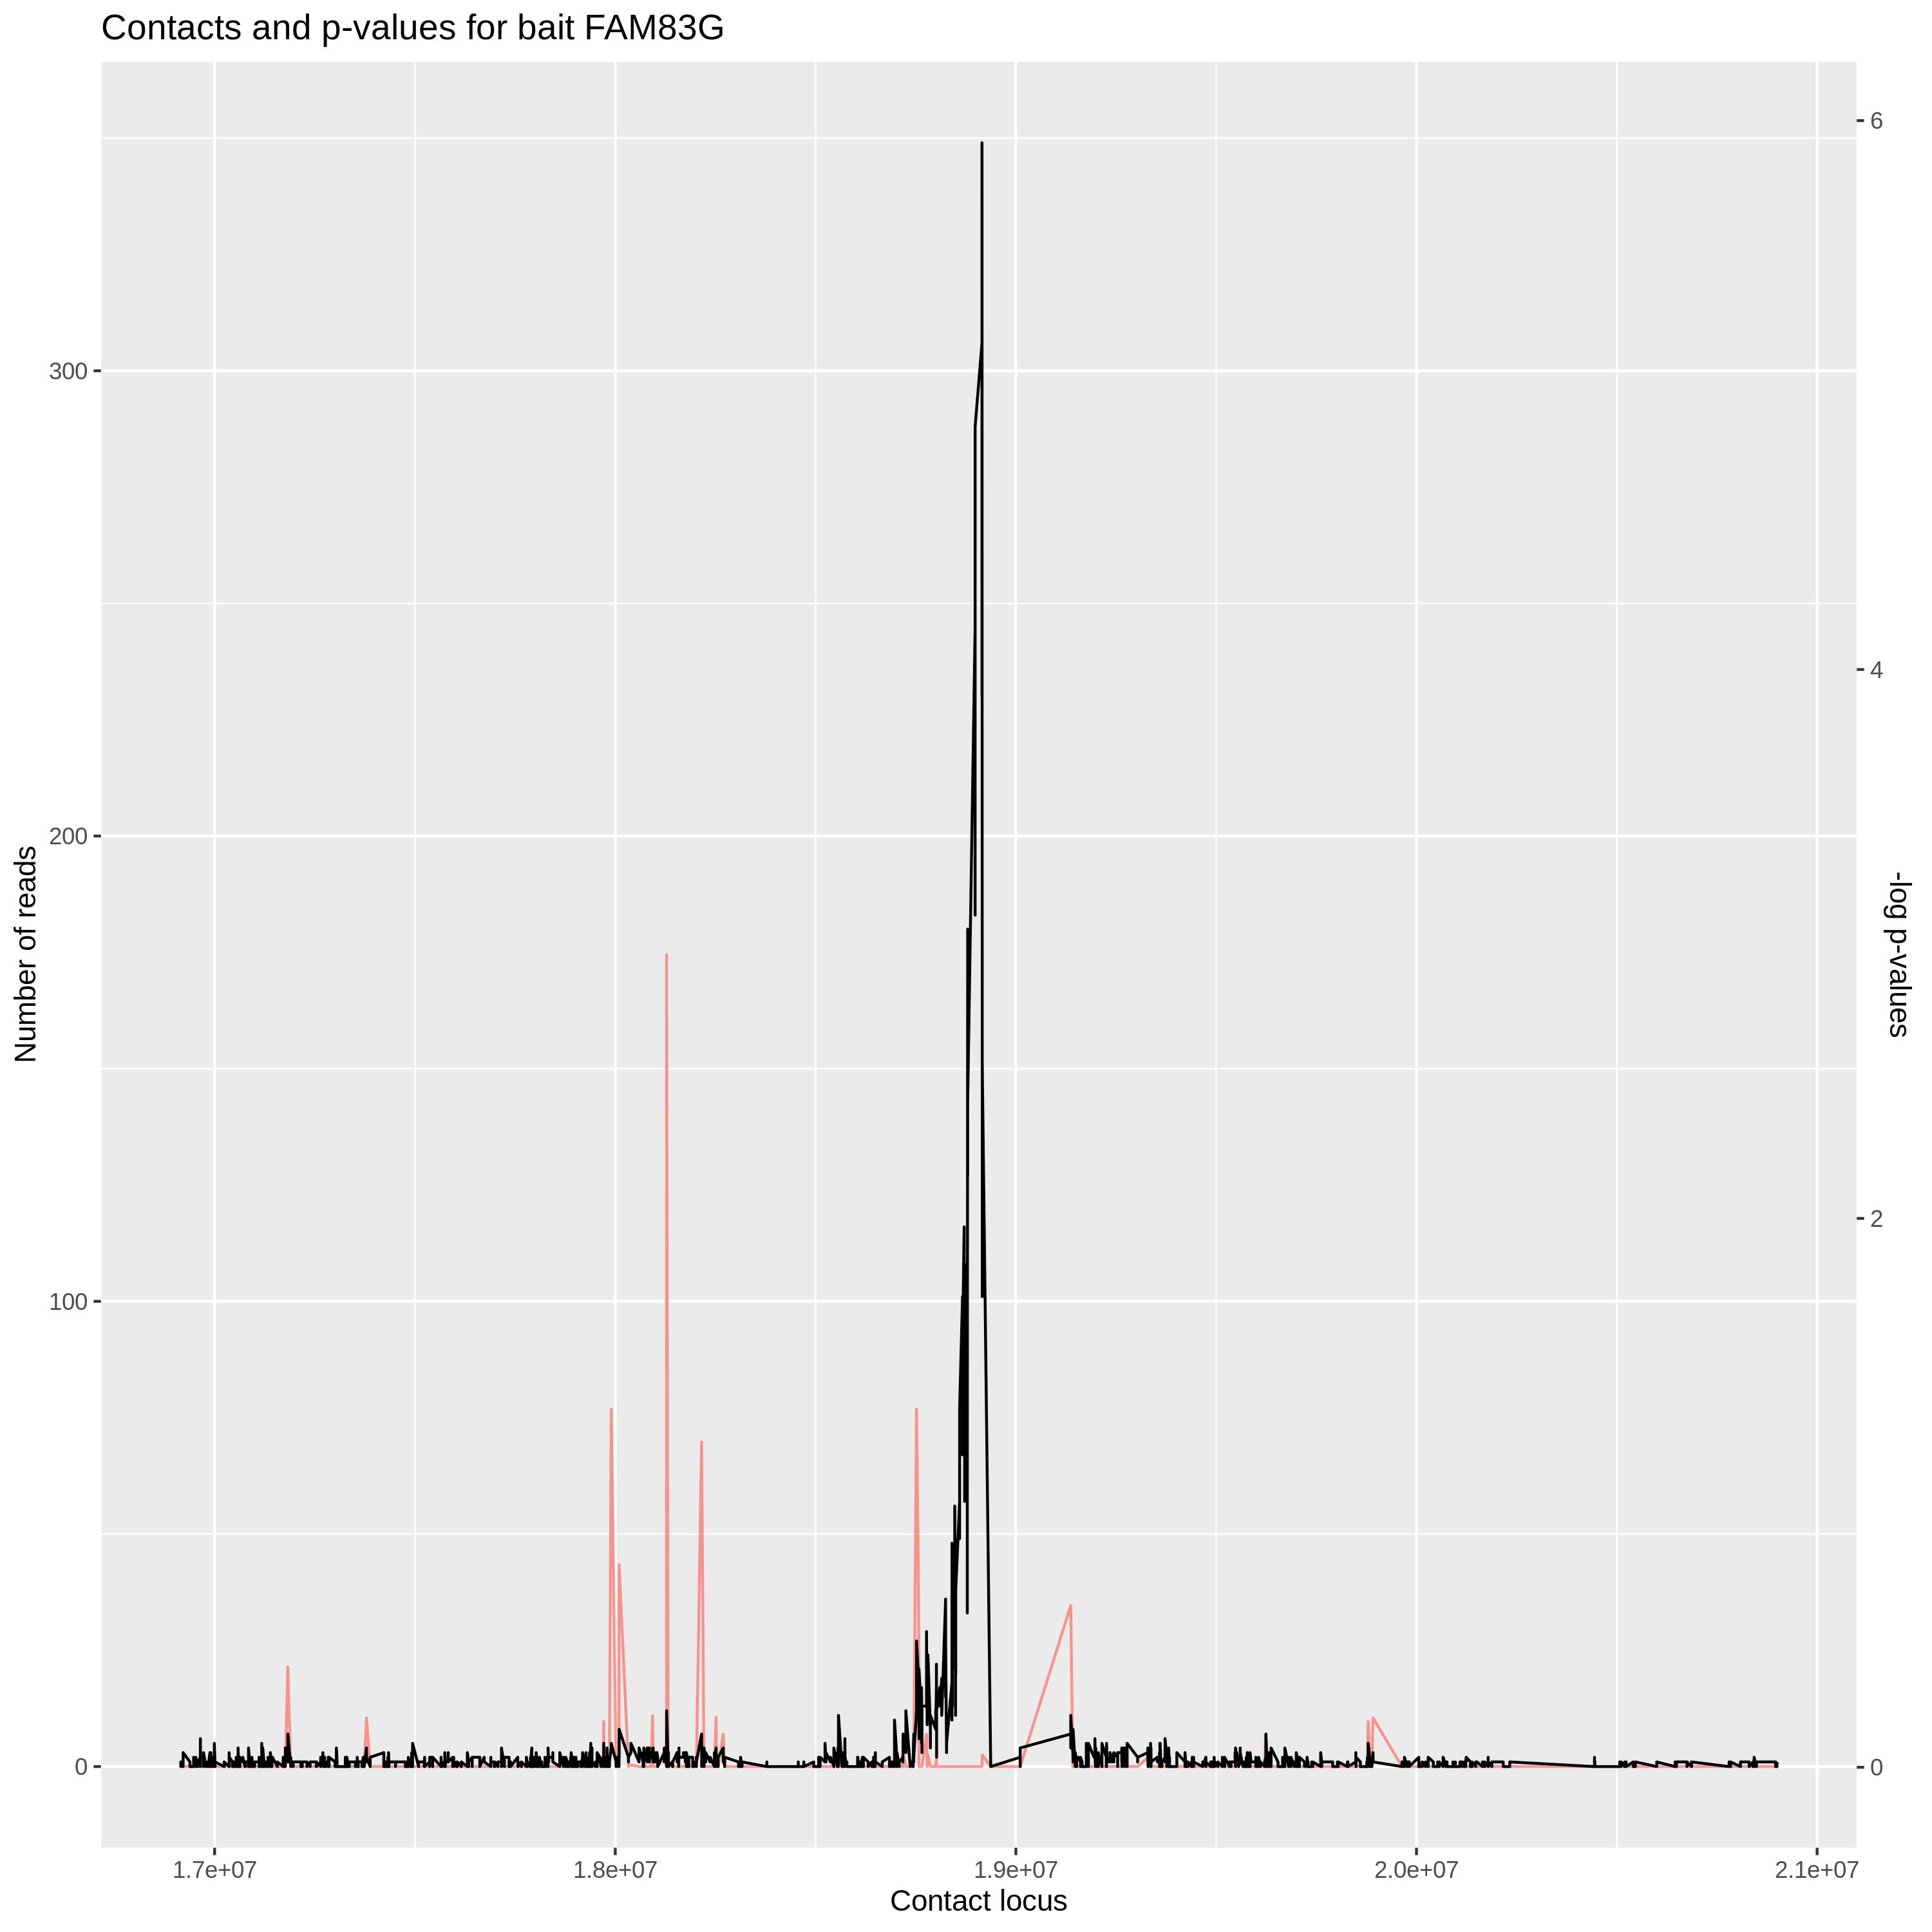 Contacts and p-values for bait FAM83G
6
300
4
200
Number of reads
-log p-values
2
100
0
0
1.7e+07
1.8e+07
1.9e+07
2.0e+07
2.1e+07
Contact locus